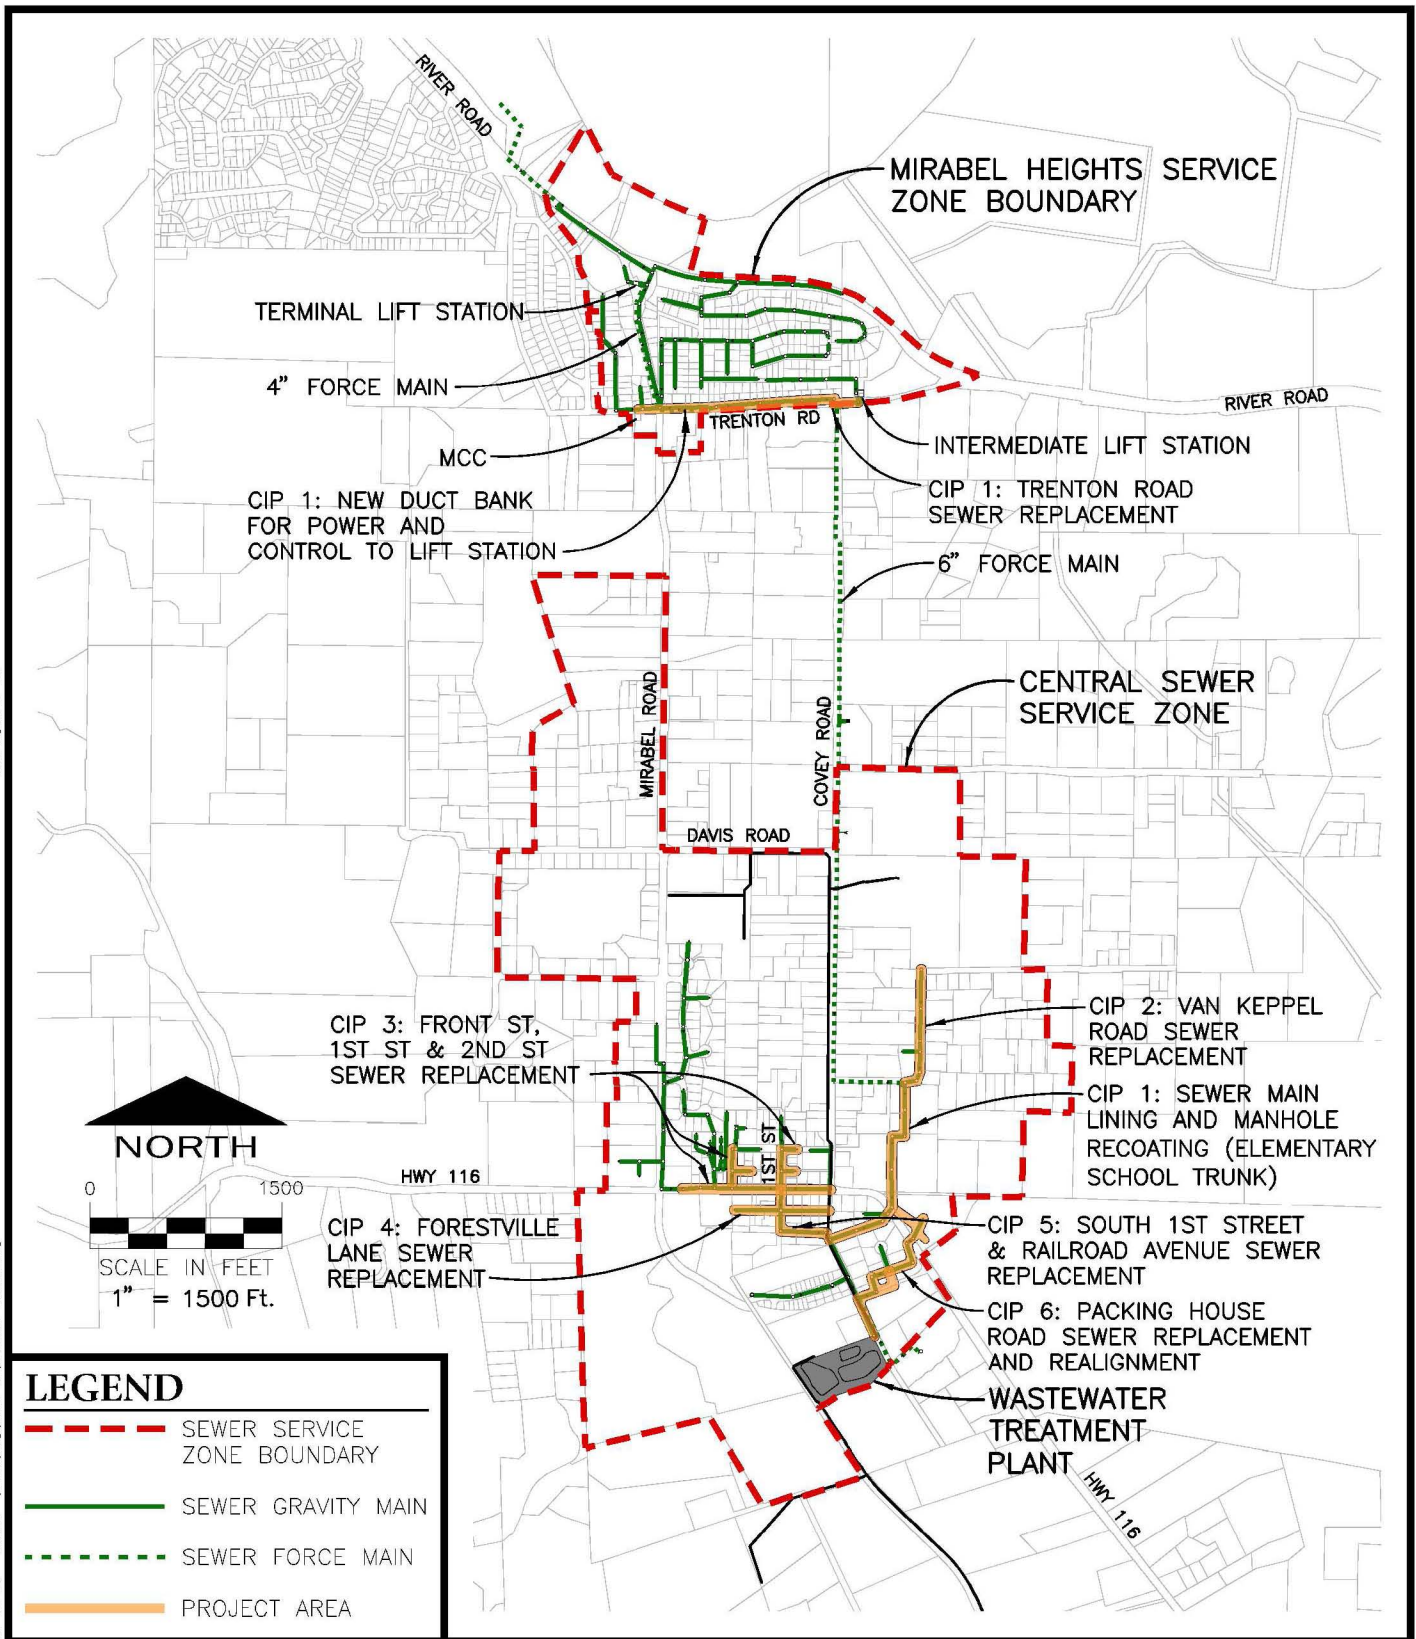 RIVER ROAD
MIRABEL HEIGHTS SERVICE
ZONE BOUNDARY
TERMINAL LIFT STATION
4" FORCE MAIN
RIVER ROAD
TRENTON RD
MCC
INTERMEDIATE LIFT STATION
CIP 1: NEW DUCT BANK
FOR POWER AND
CONTROL TO LIFT STATION
CIP 1: TRENTON ROAD
SEWER REPLACEMENT
6" FORCE MAIN
MIRABEL ROAD
COVEY ROAD
CENTRAL SEWER
SERVICE ZONE
DAVIS ROAD
CIP 3: FRONT ST,
1ST ST & 2ND ST
SEWER REPLACEMENT
CIP 2: VAN KEPPEL
ROAD SEWER
REPLACEMENT
CIP 1: SEWER MAIN
LINING AND MANHOLE
RECOATING (ELEMENTARY
SCHOOL TRUNK)
NORTH
0 1500
SCALE IN FEET
1" = 1500 Ft.
HWY 116
1ST ST
CIP 4: FORESTVILLE
LANE SEWER
REPLACEMENT
CIP 5: SOUTH 1ST STREET
& RAILROAD AVENUE SEWER
REPLACEMENT
CIP 6: PACKING HOUSE
ROAD SEWER REPLACEMENT
AND REALIGNMENT
WASTEWATER
TREATMENT
PLANT
HWY 116
LEGEND
SEWER SERVICE
ZONE BOUNDARY
SEWER GRAVITY MAIN
SEWER FORCE MAIN
PROJECT AREA